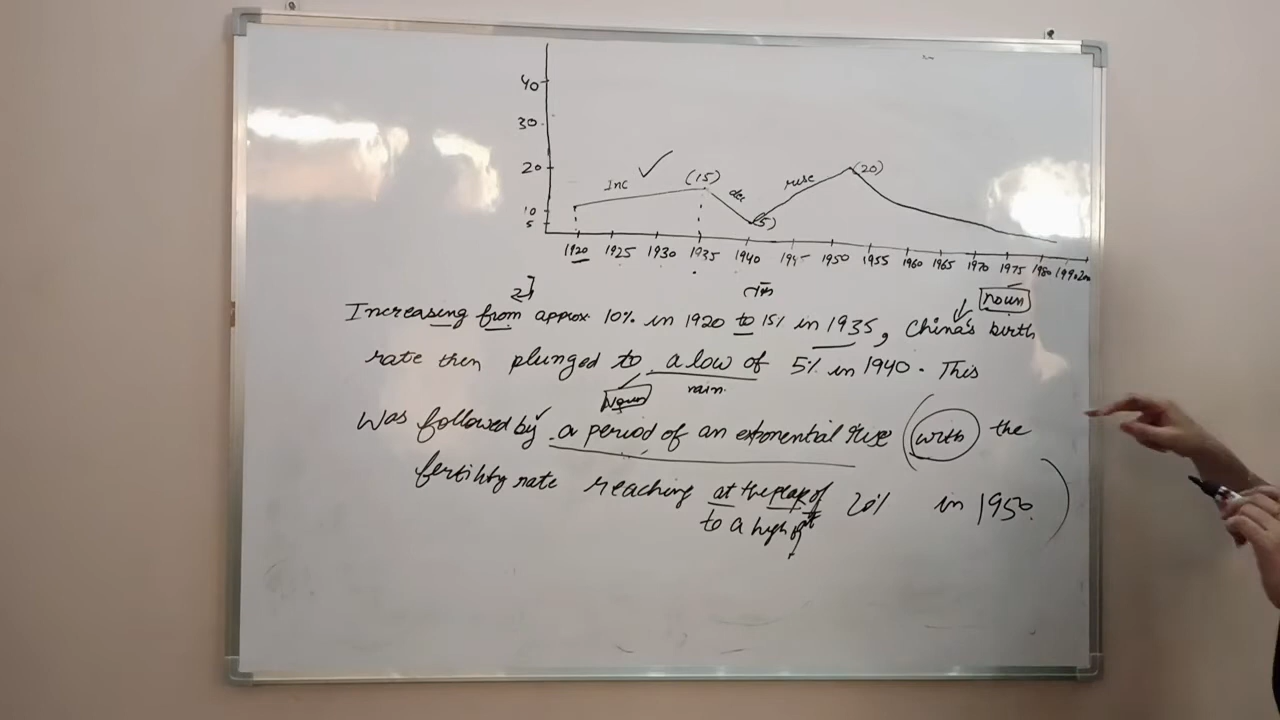 40
30
20
10
5
Inc
(15)
dec
(5)
rise
(20)
1920 1925 1930 1935 1940 1945 1950 1955 1960 1965 1970 1975 1980 1990
noun
Increasing from approx. 10% in 1920 to 15% in 1935, China's birth
rate then plunged to a low of 5% in 1940. This
Noun
was followed by a period of an exponential rise (with the
fertility rate reaching at the peak of 20% in 1950.)
to a high of